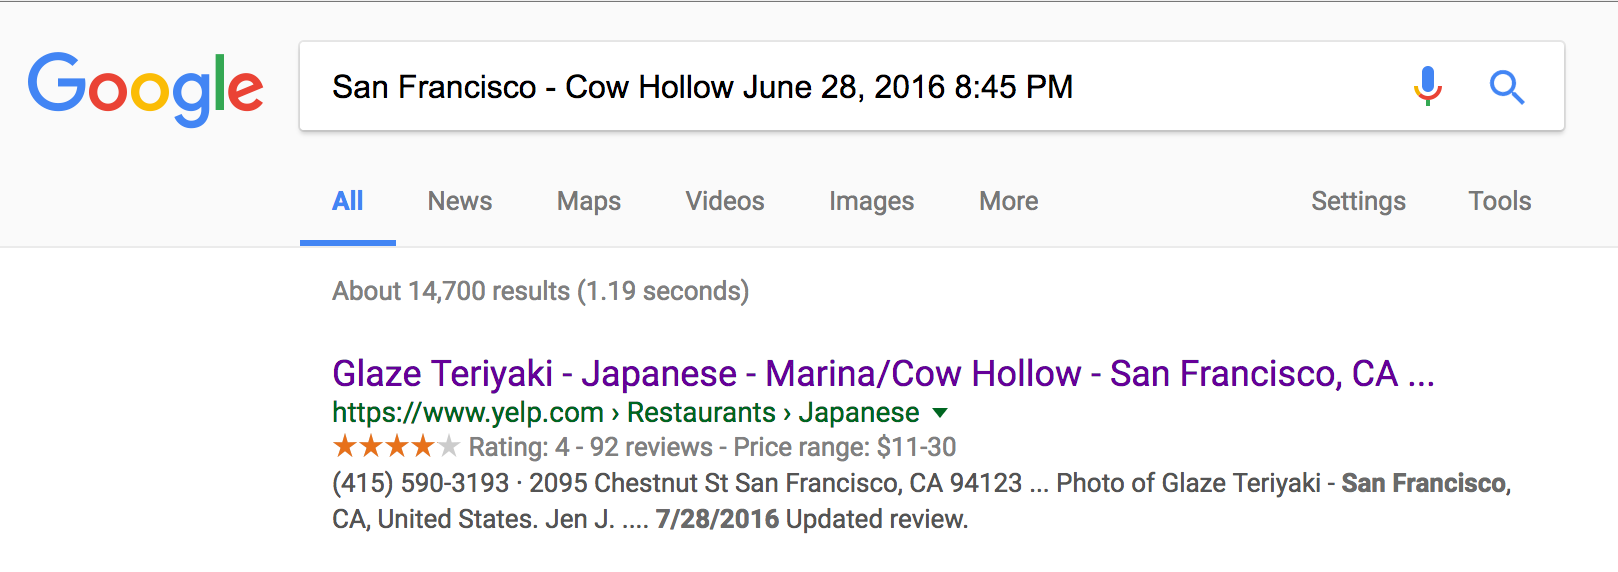 Google
San Francisco - Cow Hollow June 28, 2016 8:45 PM
All News Maps Videos Images More Settings Tools
About 14,700 results (1.19 seconds)
Glaze Teriyaki - Japanese - Marina/Cow Hollow - San Francisco, CA ...
https://www.yelp.com › Restaurants › Japanese
Rating: 4 - 92 reviews - Price range: $11-30
(415) 590-3193 · 2095 Chestnut St San Francisco, CA 94123 ... Photo of Glaze Teriyaki - San Francisco,
CA, United States. Jen J. .... 7/28/2016 Updated review.